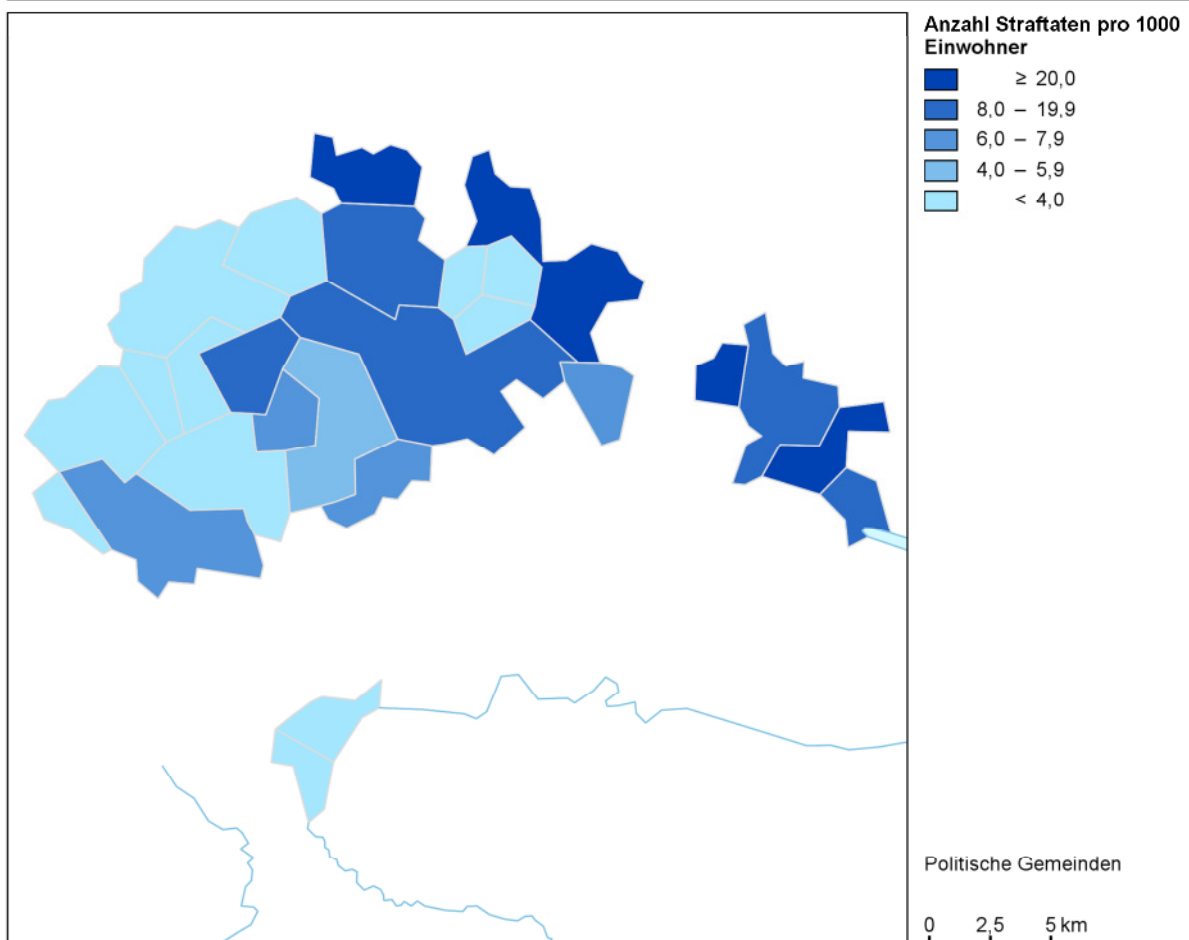 Anzahl Straftaten pro 1000
Einwohner
≥ 20,0
8,0 – 19,9
6,0 – 7,9
4,0 – 5,9
< 4,0
Politische Gemeinden
0 2,5 5 km